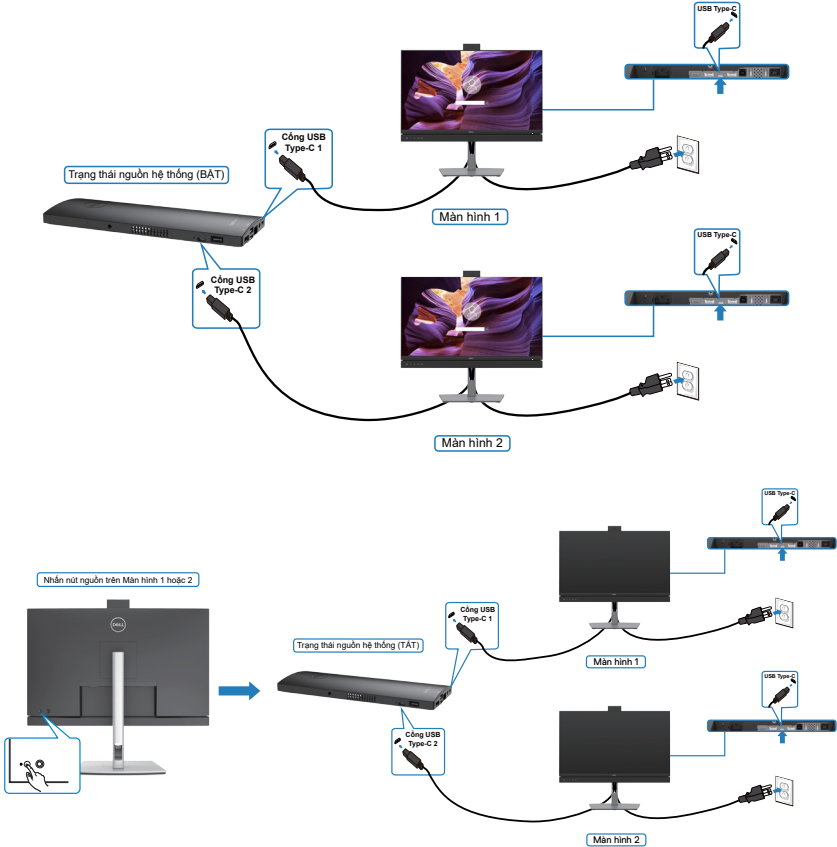 USB Type-C
Cổng USB
Type-C 1
Trạng thái nguồn hệ thống (BẬT)
Màn hình 1
USB Type-C
Cổng USB
Type-C 2
Màn hình 2
Nhấn nút nguồn trên Màn hình 1 hoặc 2
DELL
USB Type-C
Cổng USB
Type-C 1
Trạng thái nguồn hệ thống (TẮT)
Màn hình 1
USB Type-C
Cổng USB
Type-C 2
Màn hình 2